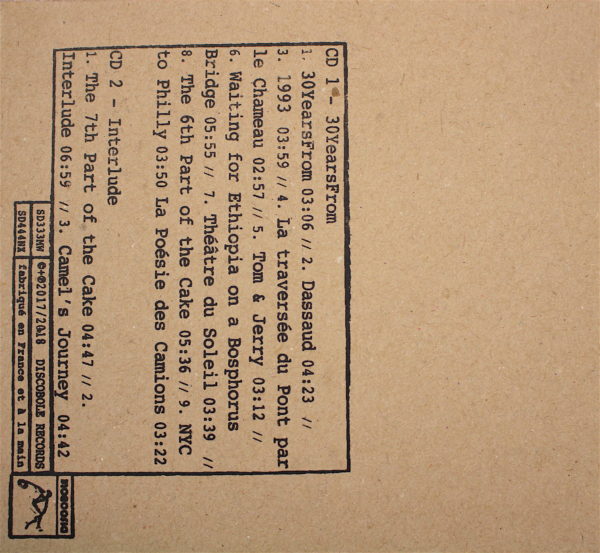 CD 1 - 30YearsFrom
1. 30YearsFrom 03:06 // 2. Dassaud 04:23 //
3. 1993 03:59 // 4. La traversée du Pont par
le Chameau 02:57 // 5. Tom & Jerry 03:12 //
6. Waiting for Ethiopia on a Bosphorus
Bridge 05:55 // 7. Théâtre du Soleil 03:39 //
8. The 6th Part of the Cake 05:36 // 9. NYC
to Philly 03:50 La Poésie des Camions 03:22
CD 2 - Interlude
1. The 7th Part of the Cake 04:47 // 2.
Interlude 06:59 // 3. Camel's Journey 04:42
SD333NW ©+℗2017/2018 DISCOBOLE RECORDS
SD444NX fabriqué en France et à la main